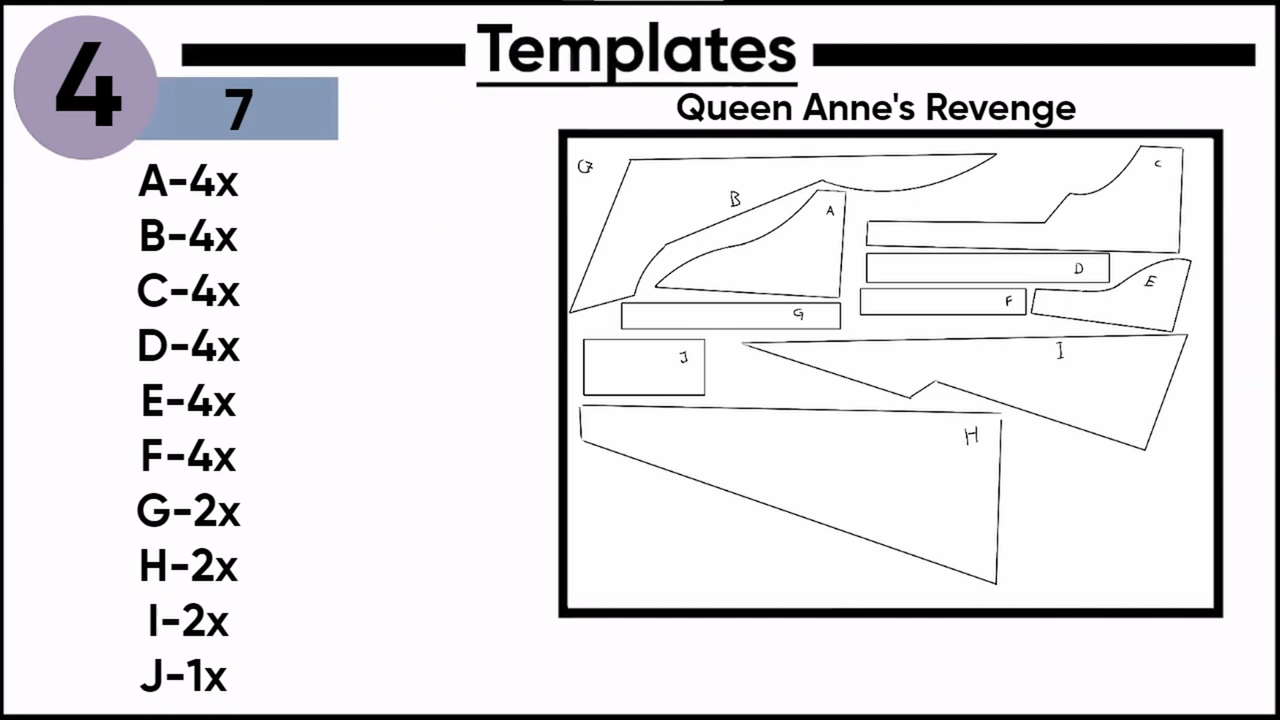 4
Templates
7
Queen Anne's Revenge
A-4x
B-4x
C-4x
D-4x
E-4x
F-4x
G-2x
H-2x
I-2x
J-1x
C
B
A
D
E
F
G
J
I
H